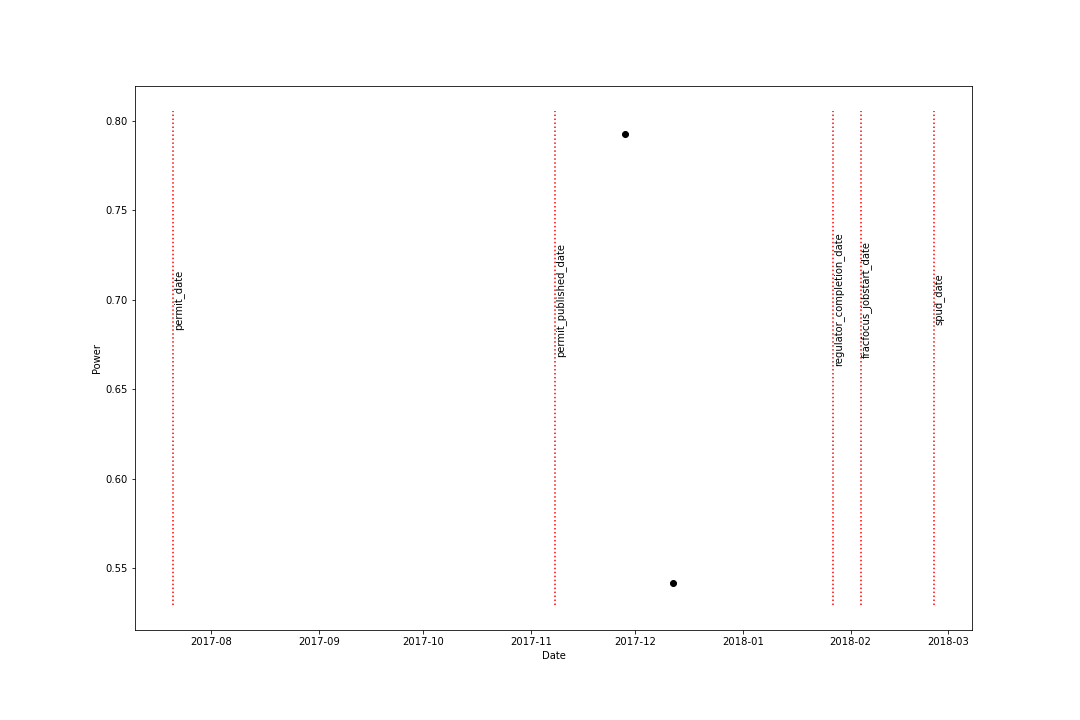 0.80
0.75
0.70
0.65
0.60
0.55
Power
permit_date
permit_published_date
regulator_completion_date
fracfocus_jobstart_date
spud_date
2017-08 2017-09 2017-10 2017-11 2017-12 2018-01 2018-02 2018-03
Date